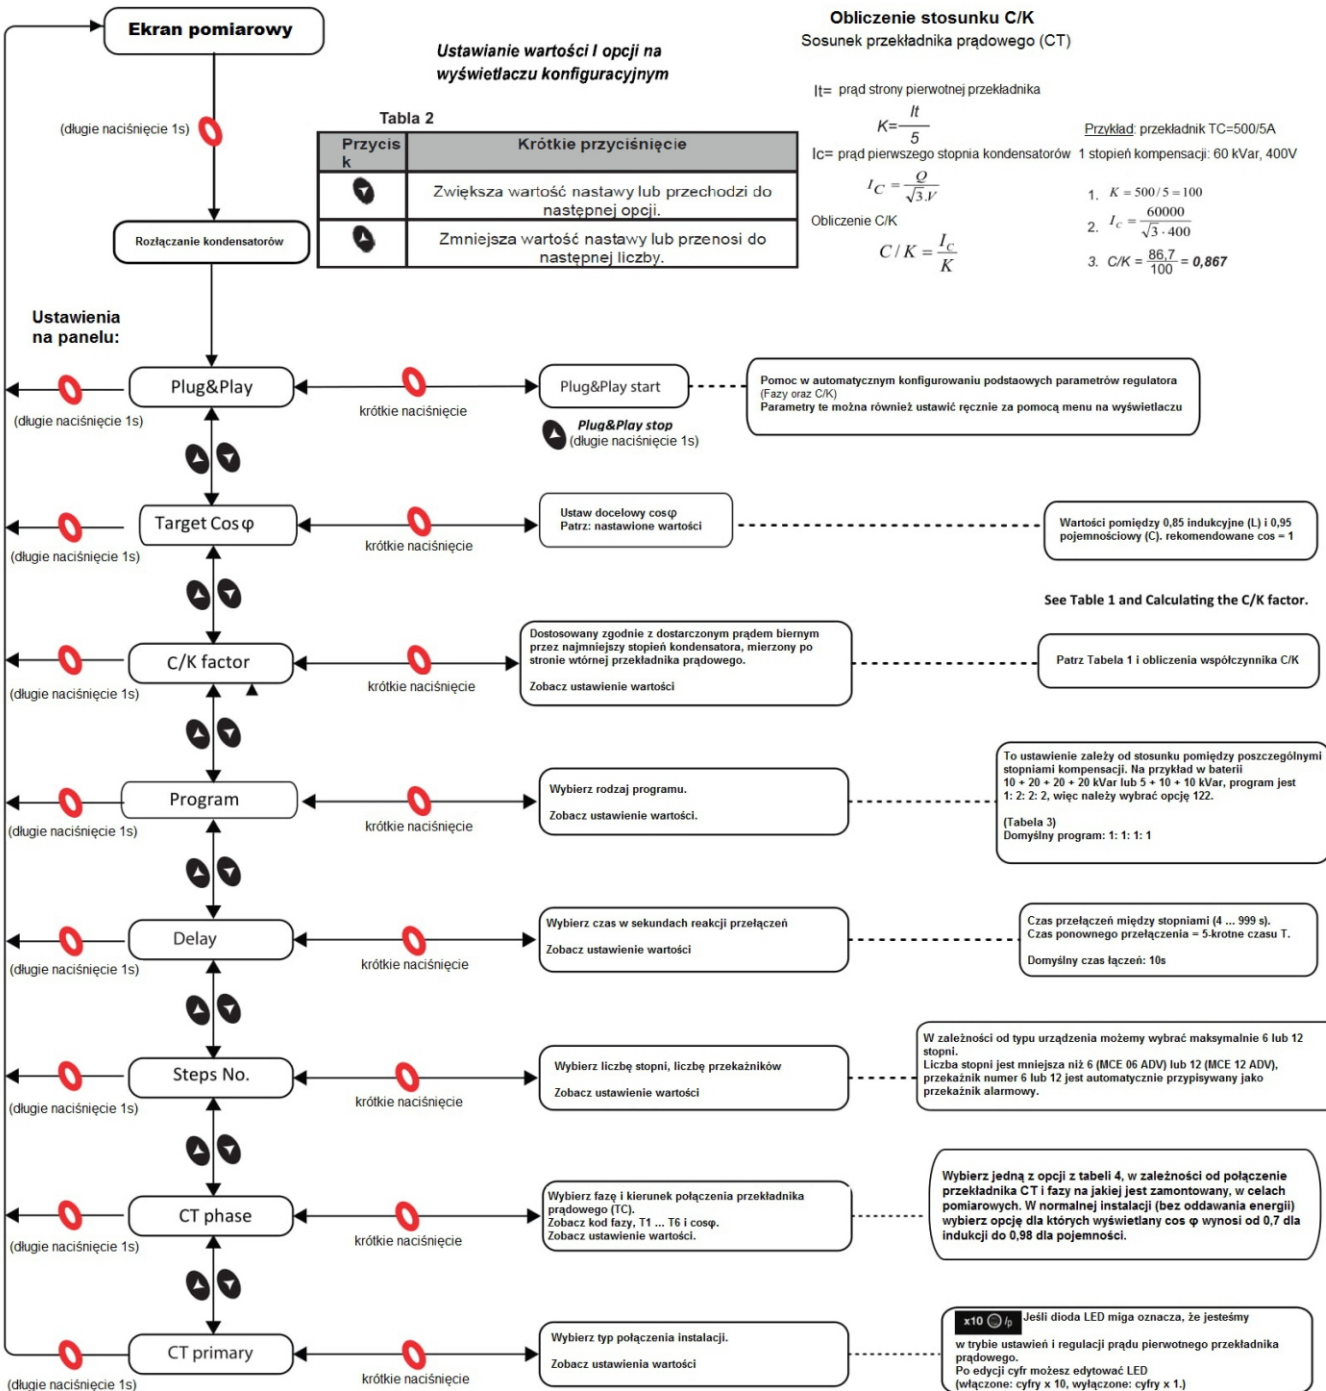 Ekran pomiarowy
(długie naciśnięcie 1s)
Rozłączanie kondensatorów
Ustawianie wartości I opcji na
wyświetlaczu konfiguracyjnym
Tabla 2
Przycis
k
Krótkie przyciśnięcie
Zwiększa wartość nastawy lub przechodzi do
następnej opcji.
Zmniejsza wartość nastawy lub przenosi do
następnej liczby.
Obliczenie stosunku C/K
Sosunek przekładnika prądowego (CT)
It= prąd strony pierwotnej przekładnika
K= It / 5
Ic= prąd pierwszego stopnia kondensatorów
I_C = Q / √3.V
Obliczenie C/K
C / K = I_C / K
Przykład: przekładnik TC=500/5A
1 stopień kompensacji: 60 kVar, 400V
1. K = 500 / 5 = 100
2. I_C = 60000 / √3 · 400
3. C/K = 86,7 / 100 = 0,867
Ustawienia
na panelu:
(długie naciśnięcie 1s)
Plug&Play
krótkie naciśnięcie
Plug&Play start
Plug&Play stop
(długie naciśnięcie 1s)
Pomoc w automatycznym konfigurowaniu podstaowych parametrów regulatora
(Fazy oraz C/K)
Parametry te można również ustawić ręcznie za pomocą menu na wyświetlaczu
(długie naciśnięcie 1s)
Target Cos φ
krótkie naciśnięcie
Ustaw docelowy cosφ
Patrz: nastawione wartości
Wartości pomiędzy 0,85 indukcyjne (L) i 0,95
pojemnościowy (C). rekomendowane cos = 1
See Table 1 and Calculating the C/K factor.
(długie naciśnięcie 1s)
C/K factor
krótkie naciśnięcie
Dostosowany zgodnie z dostarczonym prądem biernym
przez najmniejszy stopień kondensatora, mierzony po
stronie wtórnej przekładnika prądowego.
Zobacz ustawienie wartości
Patrz Tabela 1 i obliczenia współczynnika C/K
(długie naciśnięcie 1s)
Program
krótkie naciśnięcie
Wybierz rodzaj programu.
Zobacz ustawienie wartości.
To ustawienie zależy od stosunku pomiędzy poszczególnymi
stopniami kompensacji. Na przykład w baterii
10 + 20 + 20 + 20 kVar lub 5 + 10 + 10 kVar, program jest
1: 2: 2: 2, więc należy wybrać opcję 122.
(Tabela 3)
Domyślny program: 1: 1: 1: 1
(długie naciśnięcie 1s)
Delay
krótkie naciśnięcie
Wybierz czas w sekundach reakcji przełączeń
Zobacz ustawienie wartości
Czas przełączeń między stopniami (4 ... 999 s).
Czas ponownego przełączenia = 5-krotne czasu T.
Domyślny czas łączeń: 10s
(długie naciśnięcie 1s)
Steps No.
krótkie naciśnięcie
Wybierz liczbę stopni, liczbę przekaźników
Zobacz ustawienie wartości
W zależności od typu urządzenia możemy wybrać maksymalnie 6 lub 12
stopni.
Liczba stopni jest mniejsza niż 6 (MCE 06 ADV) lub 12 (MCE 12 ADV),
przekaźnik numer 6 lub 12 jest automatycznie przypisywany jako
przekaźnik alarmowy.
(długie naciśnięcie 1s)
CT phase
krótkie naciśnięcie
Wybierz fazę i kierunek połączenia przekładnika
prądowego (TC).
Zobacz kod fazy, T1 ... T6 i cosφ.
Zobacz ustawienie wartości.
Wybierz jedną z opcji z tabeli 4, w zależności od połączenie
przekładnika CT i fazy na jakiej jest zamontowany, w celach
pomiarowych. W normalnej instalacji (bez oddawania energii)
wybierz opcję dla których wyświetlany cos φ wynosi od 0,7 dla
indukcji do 0,98 dla pojemności.
(długie naciśnięcie 1s)
CT primary
krótkie naciśnięcie
Wybierz typ połączenia instalacji.
Zobacz ustawienia wartości
x10 Ip Jeśli dioda LED miga oznacza, że jesteśmy
w trybie ustawień i regulacji prądu pierwotnego przekładnika
prądowego.
Po edycji cyfr możesz edytować LED
(włączone: cyfry x 10, wyłączone: cyfry x 1.)